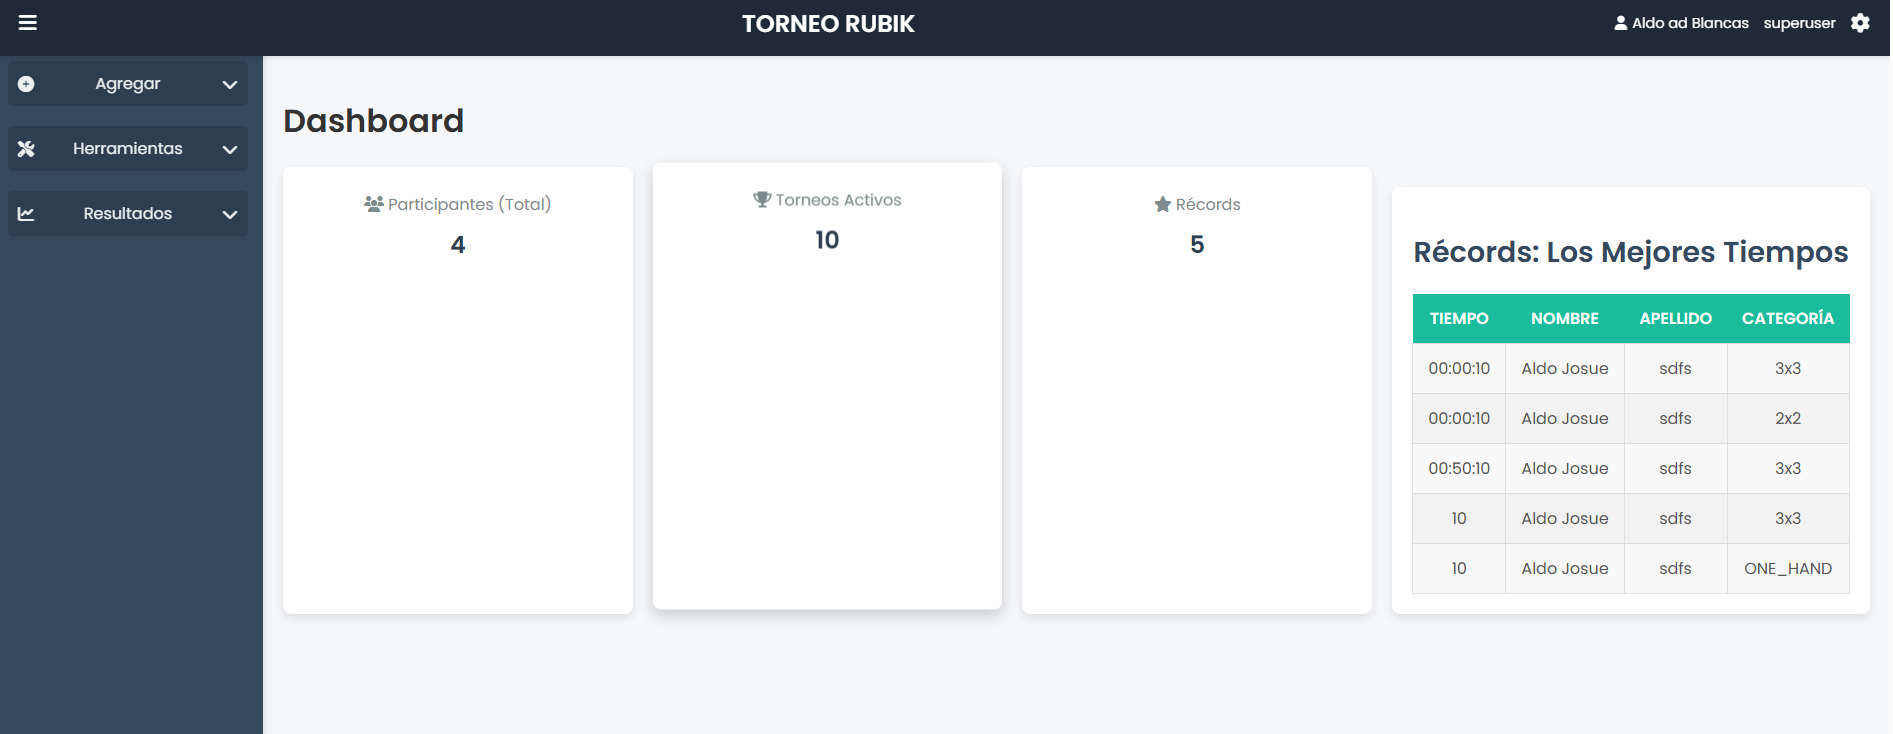 TORNEO RUBIK
Aldo ad Blancas superuser
Agregar
Herramientas
Resultados
Dashboard
Participantes (Total)
4
Torneos Activos
10
Récords
5
Récords: Los Mejores Tiempos
TIEMPO NOMBRE APELLIDO CATEGORÍA
00:00:10 Aldo Josue sdfs 3x3
00:00:10 Aldo Josue sdfs 2x2
00:50:10 Aldo Josue sdfs 3x3
10 Aldo Josue sdfs 3x3
10 Aldo Josue sdfs ONE_HAND